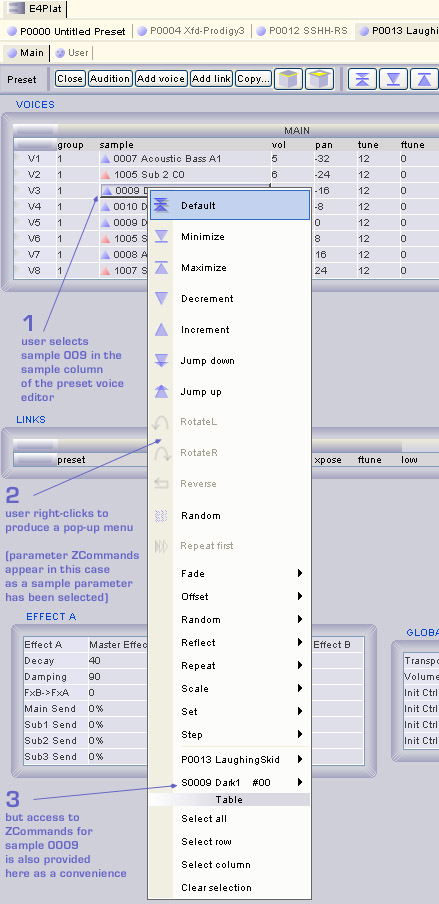 E4Plat
P0000 Untitled Preset P0004 Xfd-Prodigy3 P0012 SSHH-RS P0013 Laughi
Main User
Preset Close Audition Add voice Add link Copy...
VOICES
MAIN
group sample vol pan tune ftune
V1 1 0007 Acoustic Bass A1 5 -32 12 0
V2 1 1005 Sub 2 C0 6 -24 12 0
V3 1 0009 D -16 12 0
V4 1 0010 D -8 12 0
V5 1 0009 D 0 12 0
V6 1 1005 S 8 12 0
V7 1 0008 A 16 12 0
V8 1 1007 S 24 12 0
Default
Minimize
Maximize
Decrement
Increment
Jump down
Jump up
RotateL
RotateR
Reverse
Random
Repeat first
Fade
Offset
Random
Reflect
Repeat
Scale
Set
Step
P0013 LaughingSkid
S0009 Dark1 #00
Table
Select all
Select row
Select column
Clear selection
1
user selects
sample 009 in the
sample column
of the preset voice
editor
LINKS
preset xpose ftune low
2
user right-clicks to
produce a pop-up menu
(parameter ZCommands
appear in this case
as a sample parameter
has been selected)
EFFECT A
Effect A Master Effec
Decay 40
Damping 90
FxB->FxA 0
Main Send 0%
Sub1 Send 0%
Sub2 Send 0%
Sub3 Send 0%
Effect B
GLOBA
Transpo
Volume
Init Ctrl
Init Ctrl
Init Ctrl
Init Ctrl
3
but access to
ZCommands for
sample 0009
is also provided
here as a convenience